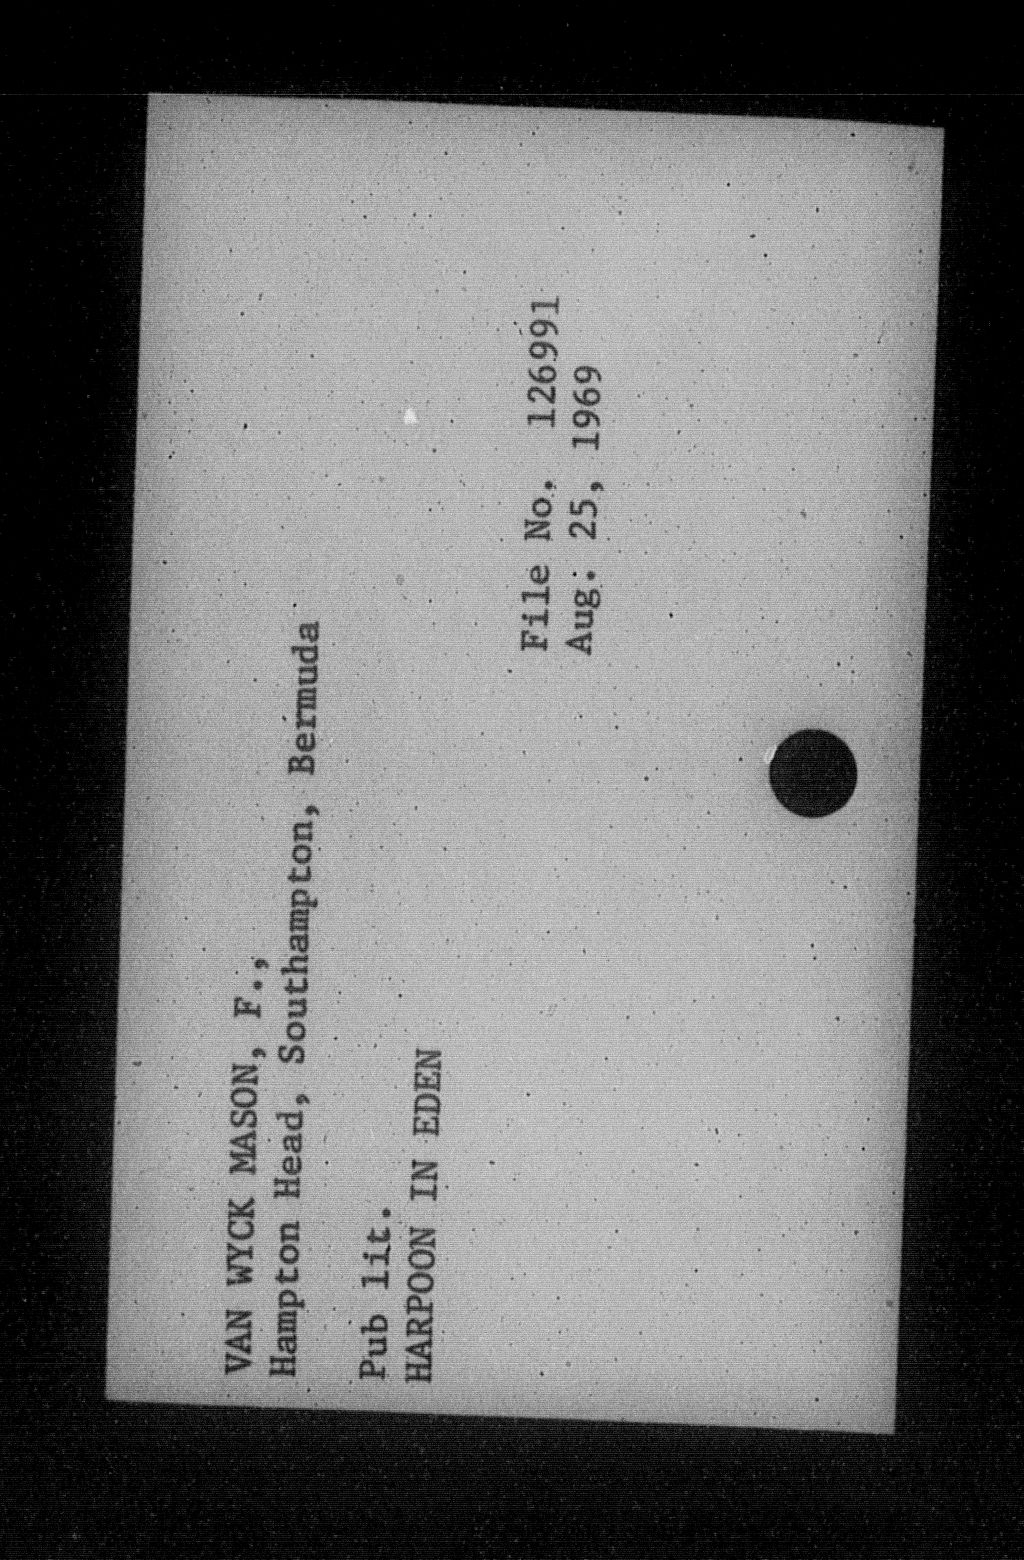 VAN WYCK MASON, F.,
Hampton Head, Southampton, Bermuda
Pub lit.
HARPOON IN EDEN
File No. 126991
Aug. 25, 1969